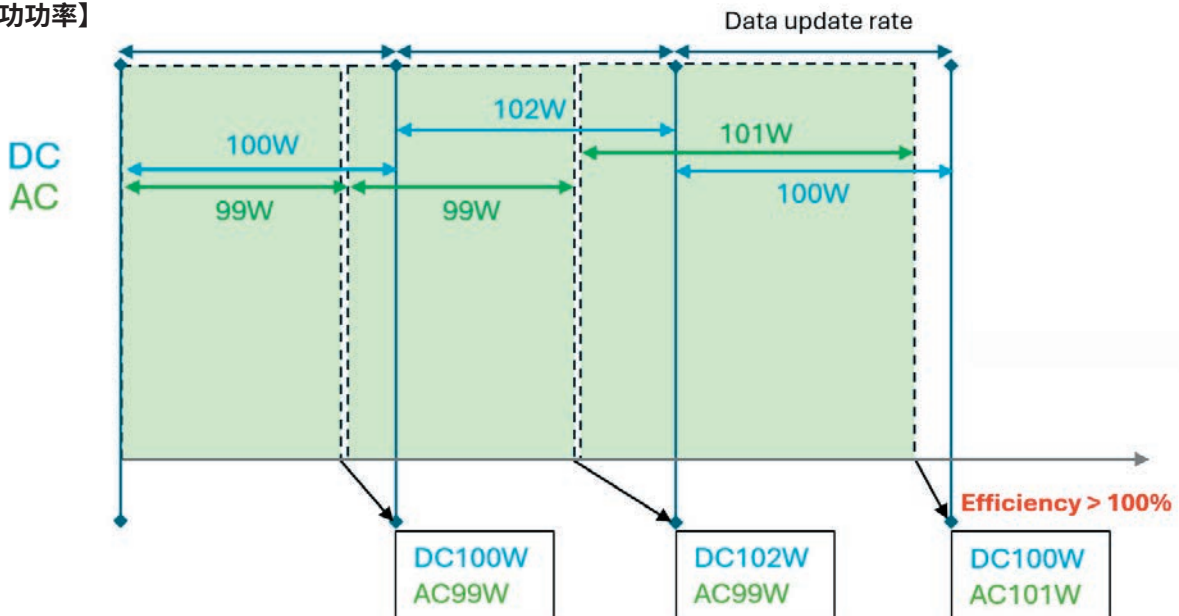 功功率】
Data update rate
102W
101W
100W
DC
AC
100W
99W
99W
Efficiency > 100%
DC100W
AC99W
DC102W
AC99W
DC100W
AC101W